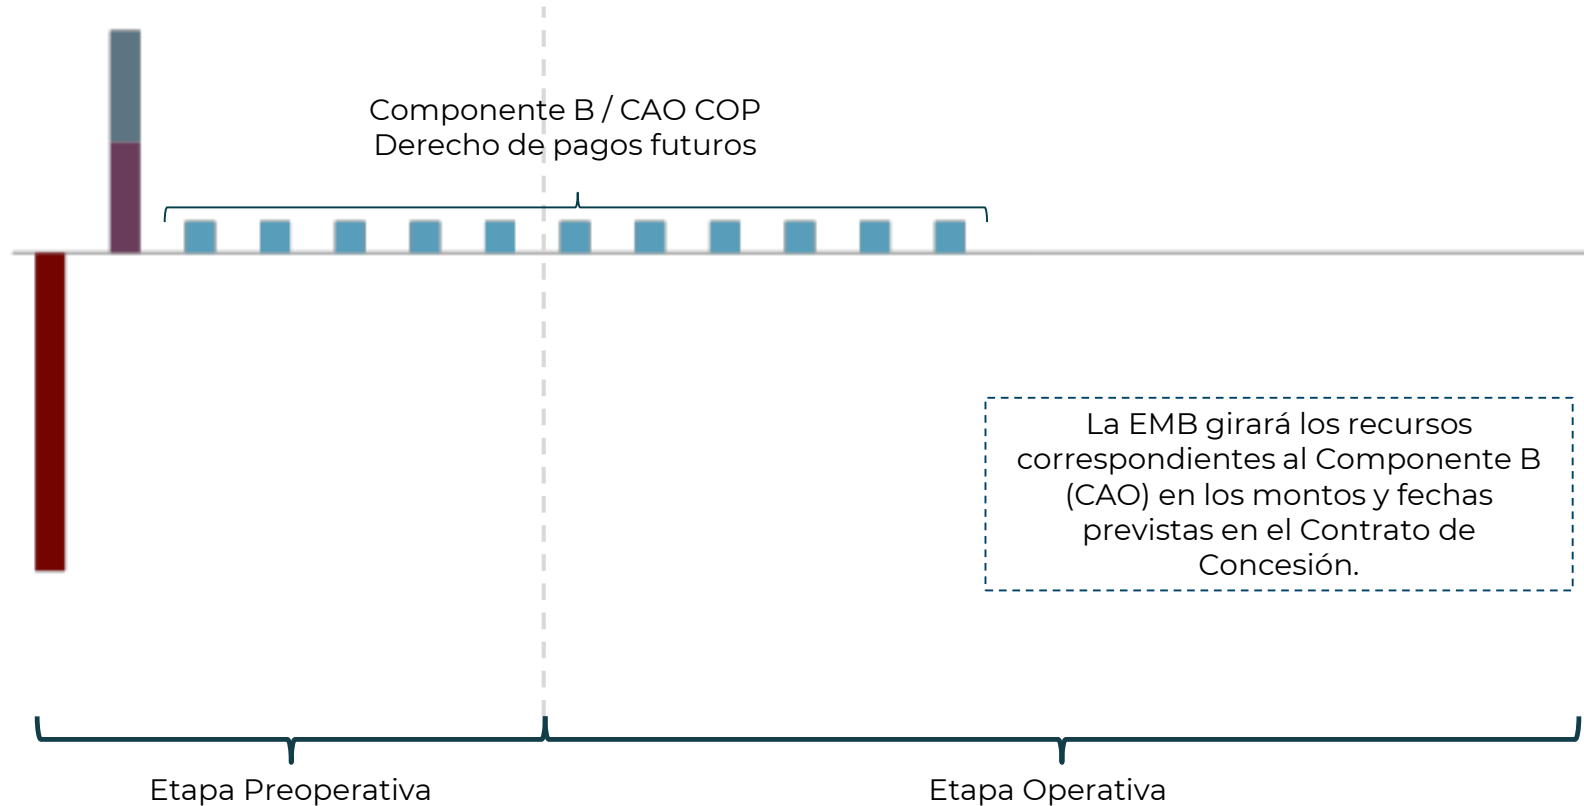 Componente B / CAO COP
Derecho de pagos futuros
La EMB girará los recursos
correspondientes al Componente B
(CAO) en los montos y fechas
previstas en el Contrato de
Concesión.
Etapa Preoperativa
Etapa Operativa